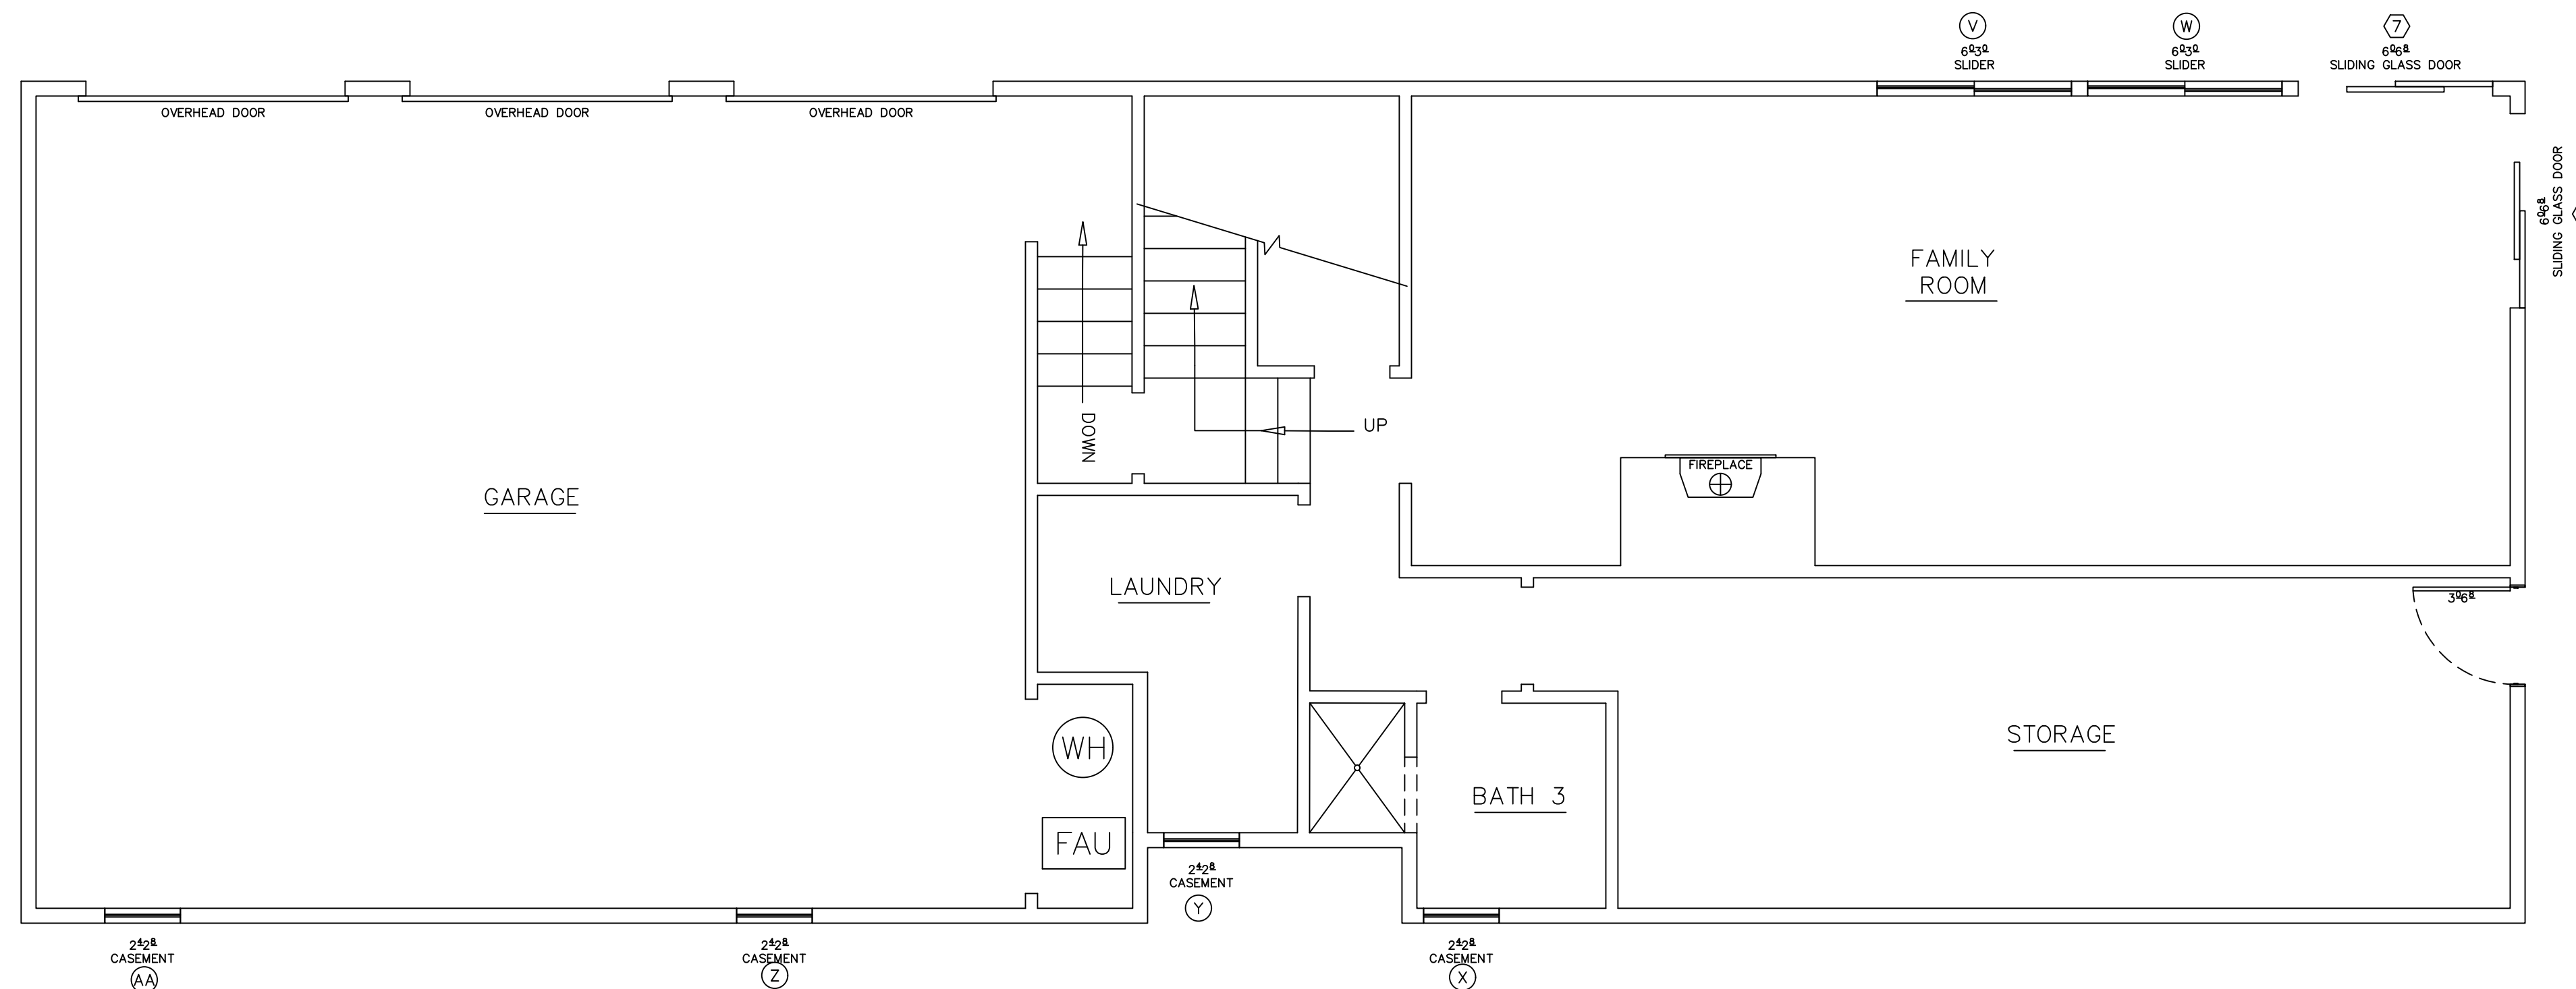 V
6⁰3⁰
SLIDER
W
6⁰3⁰
SLIDER
7
6⁰6⁸
SLIDING GLASS DOOR
OVERHEAD DOOR
OVERHEAD DOOR
OVERHEAD DOOR
6⁰6⁸
SLIDING GLASS DOOR
FAMILY
ROOM
DOWN
UP
FIREPLACE
GARAGE
LAUNDRY
3⁰6⁸
STORAGE
WH
BATH 3
FAU
2⁴2⁸
CASEMENT
Y
2⁴2⁸
CASEMENT
AA
2⁴2⁸
CASEMENT
Z
2⁴2⁸
CASEMENT
X